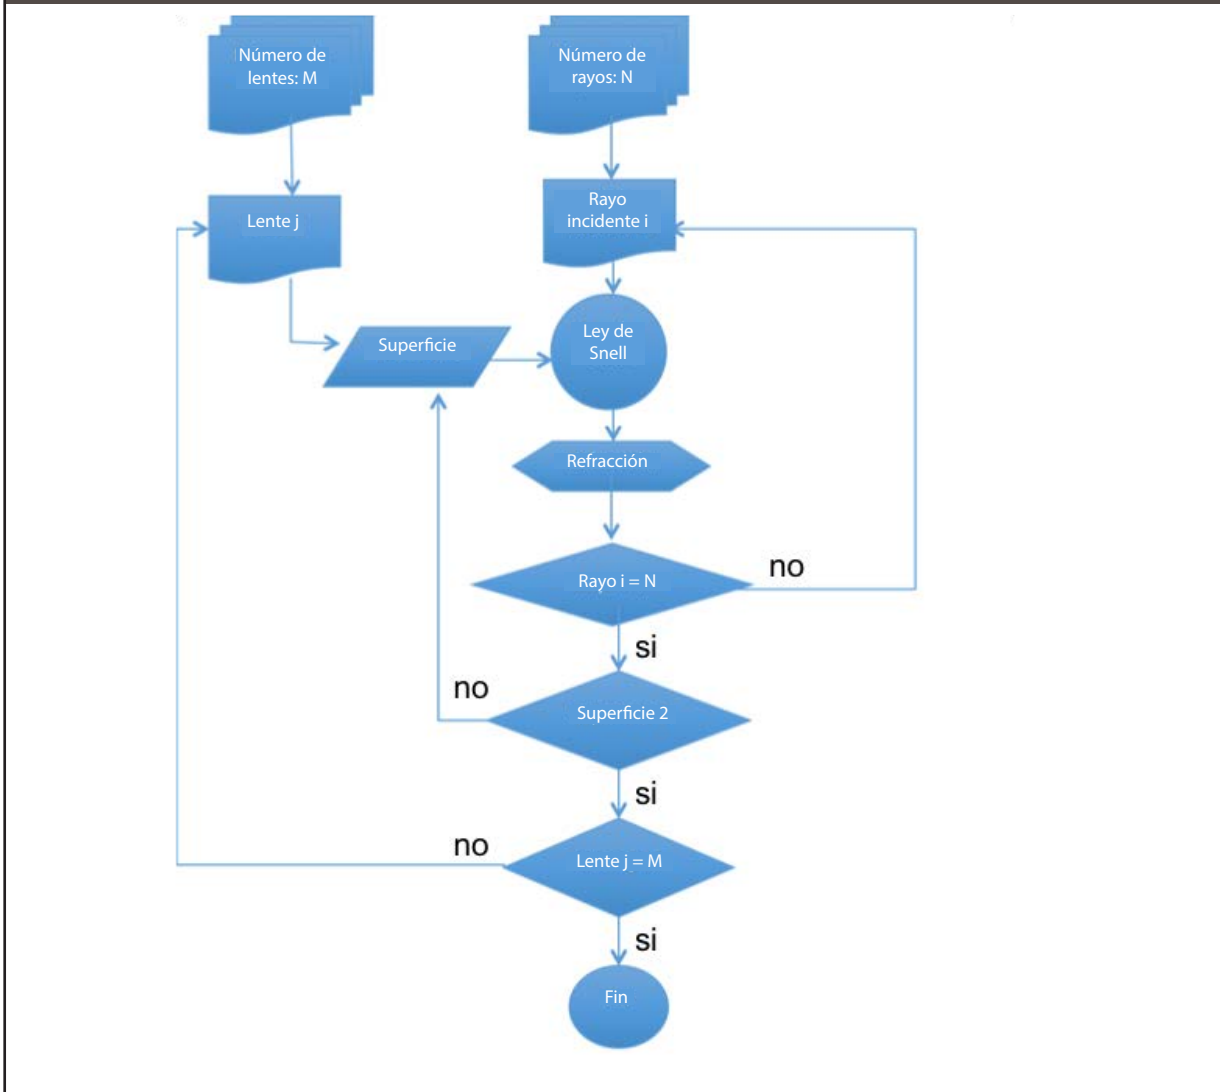 Número de
lentes: M
Número de
rayos: N
Lente j
Rayo
incidente i
Superficie
Ley de
Snell
Refracción
Rayo i = N
no
si
Superficie 2
no
si
Lente j = M
no
si
Fin